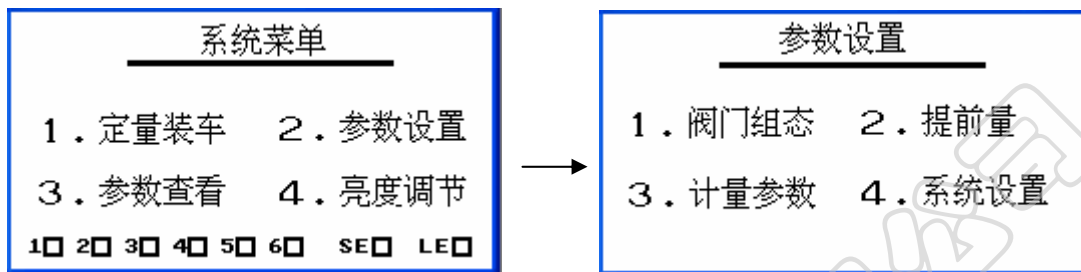 系统菜单
1．定量装车 2．参数设置
3．参数查看 4．亮度调节
1□ 2□ 3□ 4□ 5□ 6□ SE□ LE□
参数设置
1．阀门组态 2．提前量
3．计量参数 4．系统设置
公司